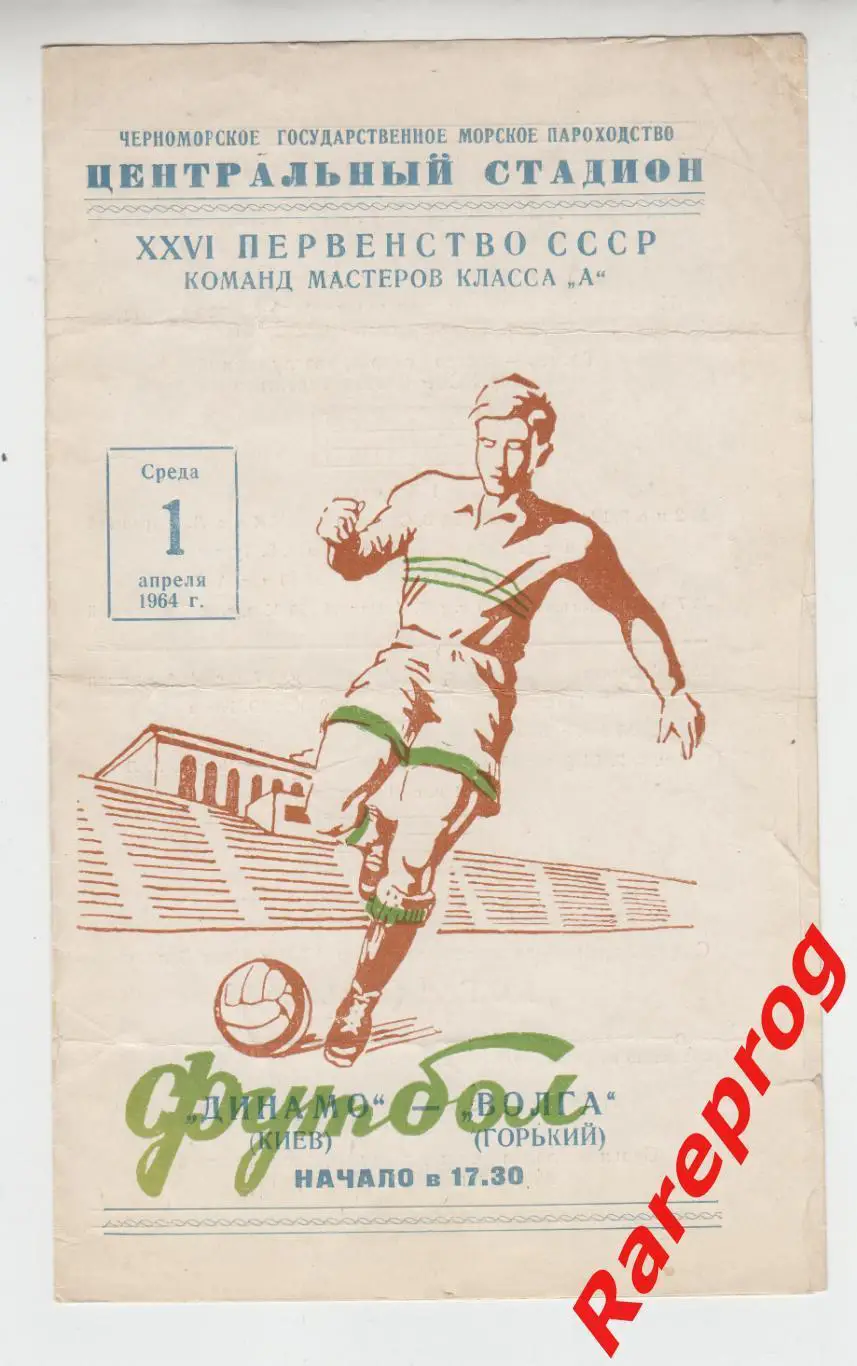 ЧЕРНОМОРСКОЕ ГОСУДАРСТВЕННОЕ МОРСКОЕ ПАРОХОДСТВО
ЦЕНТРАЛЬНЫЙ СТАДИОН
XXVI ПЕРВЕНСТВО СССР
КОМАНД МАСТЕРОВ КЛАССА „А“
Среда
1
апреля
1964 г.
футбол
„ДИНАМО“ — „ВОЛГА“
(КИЕВ) (ГОРЬКИЙ)
НАЧАЛО в 17.30
Rareprog